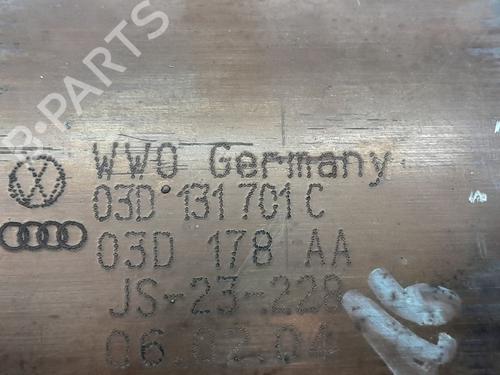 B-PARTS
WWO Germany
03D 131 701 C
03D 178 AA
JS-23-228
06.02.04